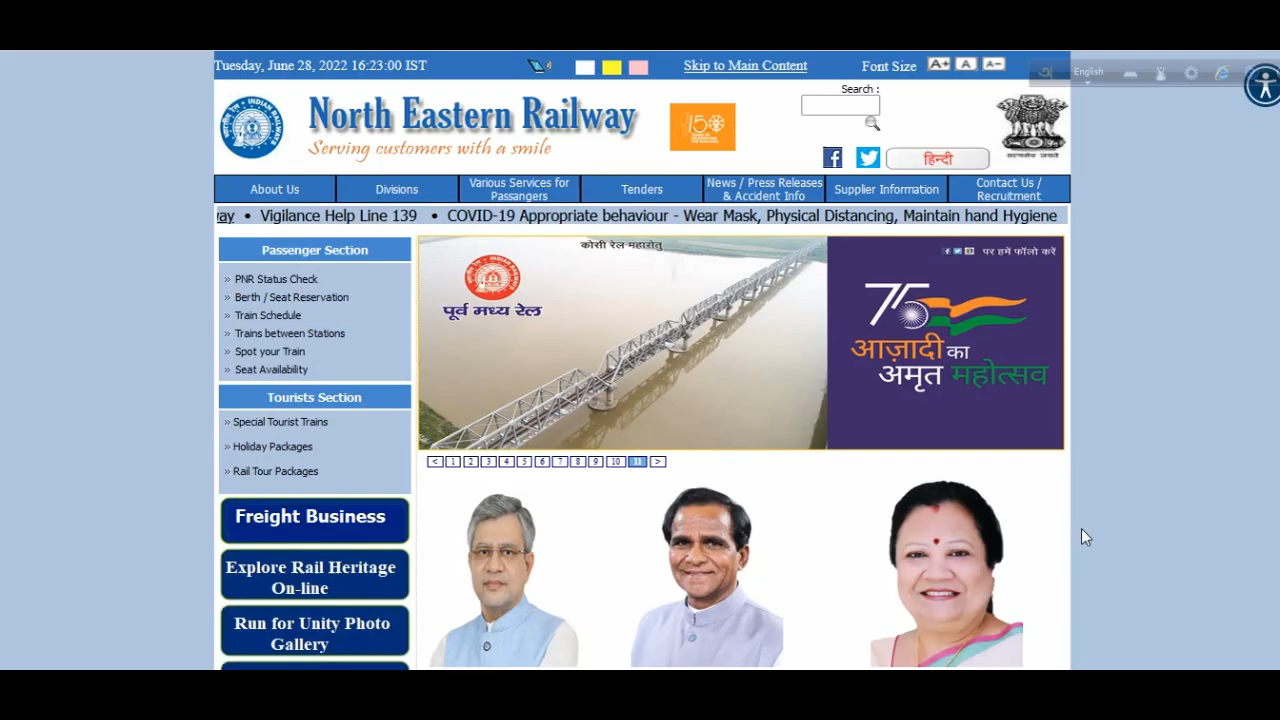 Tuesday, June 28, 2022 16:23:00 IST
Skip to Main Content
Font Size A+ A A-
English
Search :
INDIAN RAILWAYS
North Eastern Railway
Serving customers with a smile
150
हिन्दी
About Us
Divisions
Various Services for Passangers
Tenders
News / Press Releases & Accident Info
Supplier Information
Contact Us / Recruitment
way • Vigilance Help Line 139 • COVID-19 Appropriate behaviour - Wear Mask, Physical Distancing, Maintain hand Hygiene
Passenger Section
» PNR Status Check
» Berth / Seat Reservation
» Train Schedule
» Trains between Stations
» Spot your Train
» Seat Availability
Tourists Section
» Special Tourist Trains
» Holiday Packages
» Rail Tour Packages
Freight Business
Explore Rail Heritage
On-line
Run for Unity Photo
Gallery
कोसी रेल महासेतु
पूर्व मध्य रेल
पर हमें फॉलो करें
75
आज़ादी का
अमृत महोत्सव
< 1 2 3 4 5 6 7 8 9 10 11 >